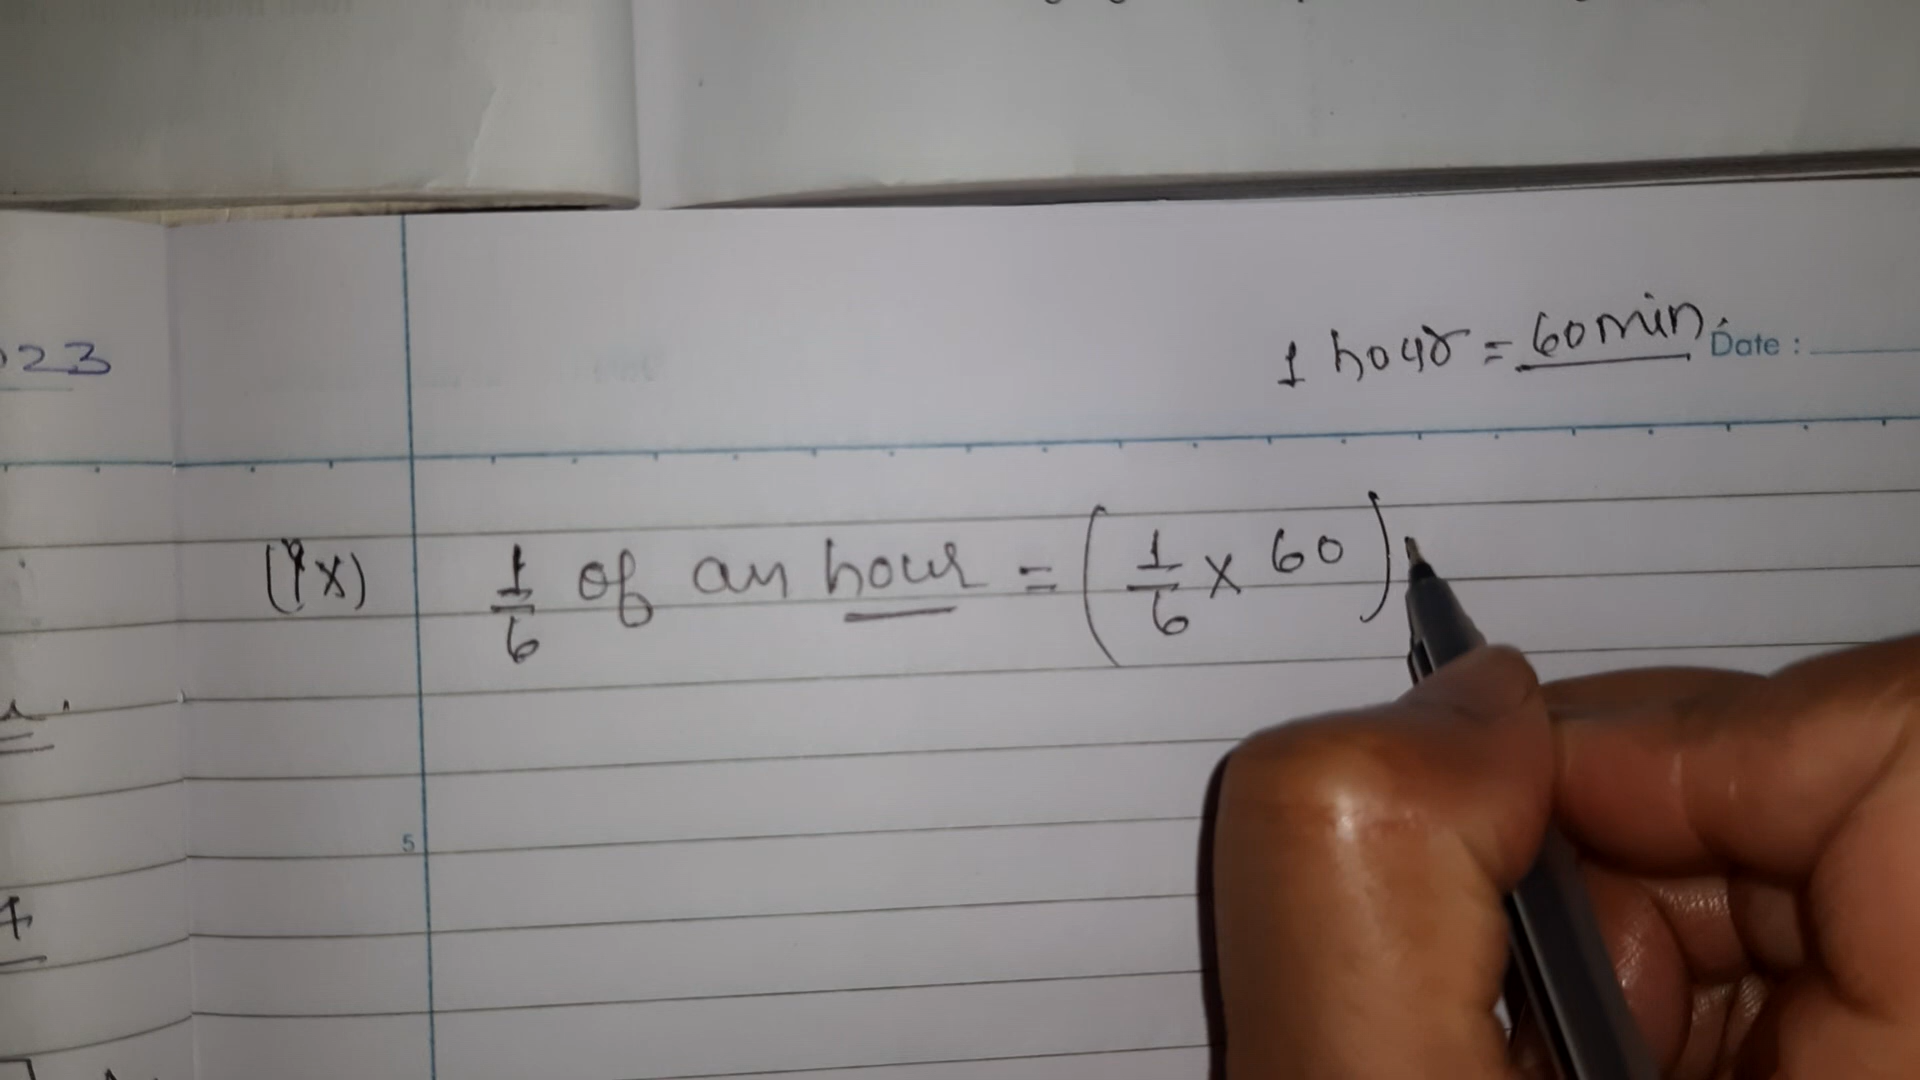 023
1 hour = 60 min.
Date :
(ix) 1/6 of an hour = (1/6 × 60)
5